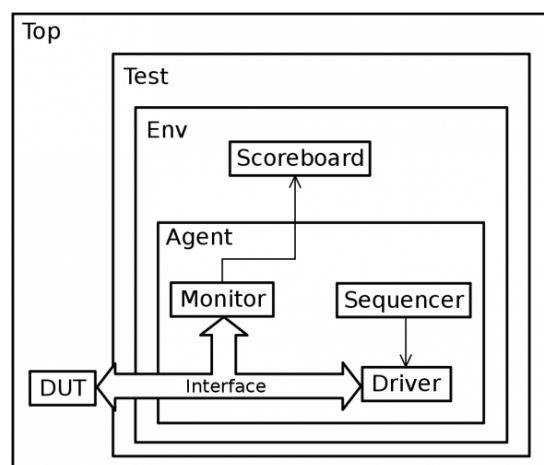 Top
Test
Env
Scoreboard
Agent
Monitor
Sequencer
DUT
Interface
Driver